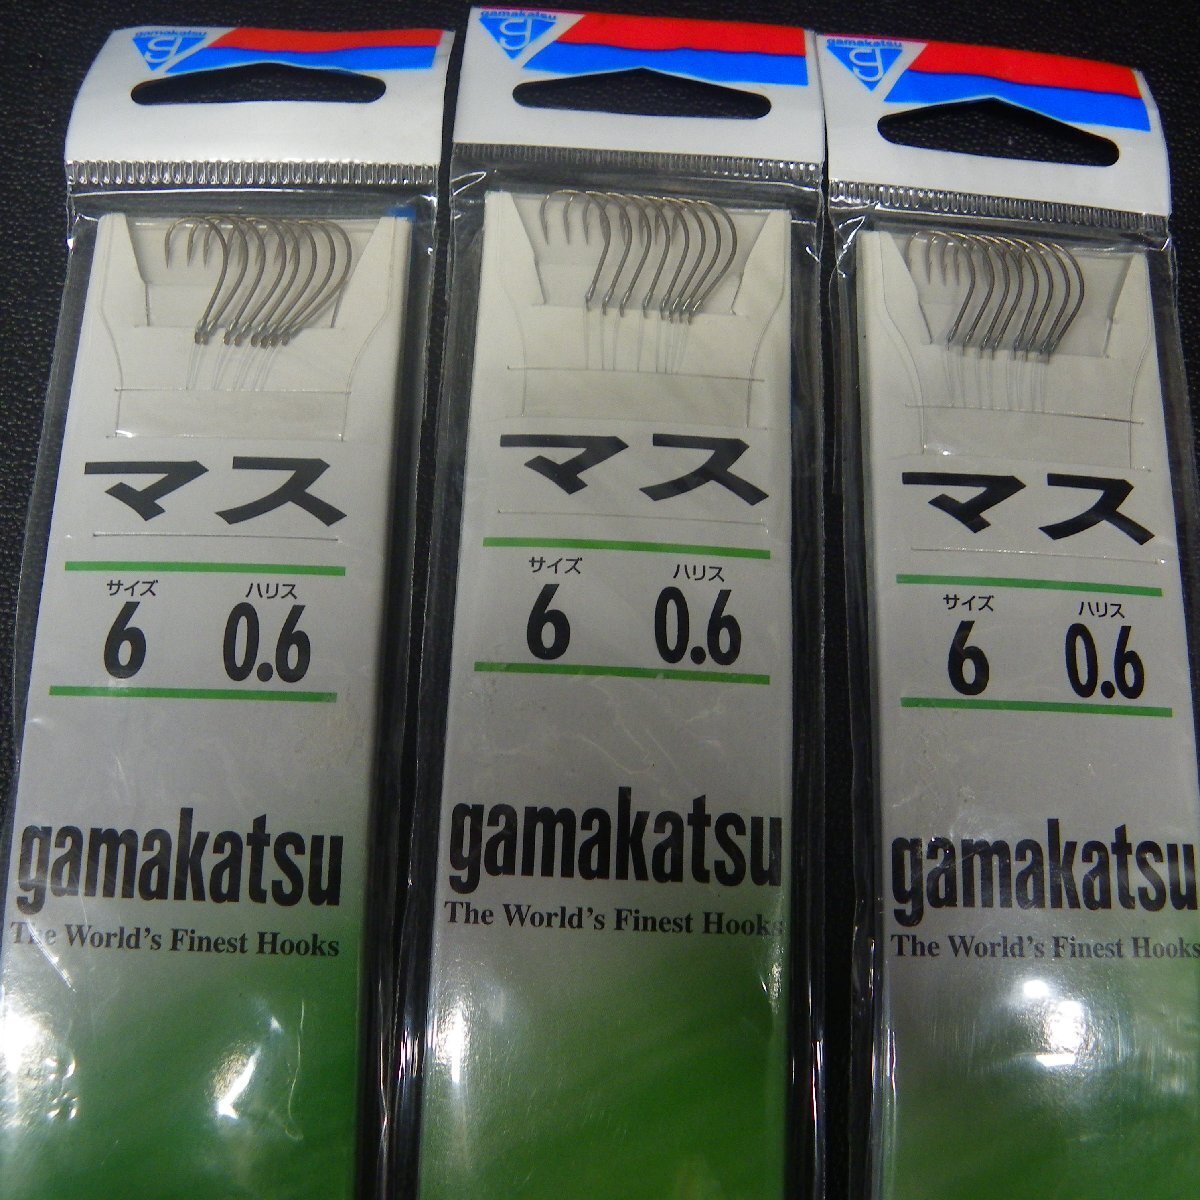 gamakatsu
マス
サイズ ハリス
6 0.6
gamakatsu
The World's Finest Hooks
gamakatsu
マス
サイズ ハリス
6 0.6
gamakatsu
The World's Finest Hooks
gamakatsu
マス
サイズ ハリス
6 0.6
gamakatsu
The World's Finest Hooks